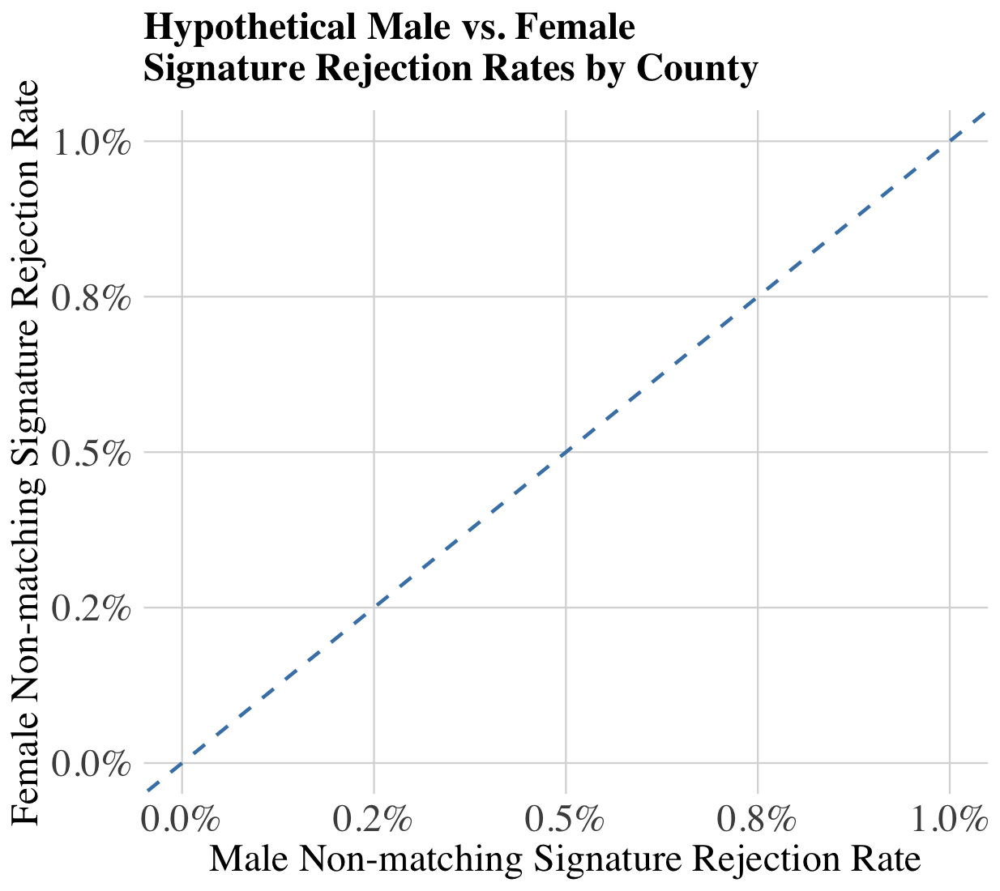 Hypothetical Male vs. Female
Signature Rejection Rates by County
Female Non-matching Signature Rejection Rate
1.0%
0.8%
0.5%
0.2%
0.0%
0.0% 0.2% 0.5% 0.8% 1.0%
Male Non-matching Signature Rejection Rate